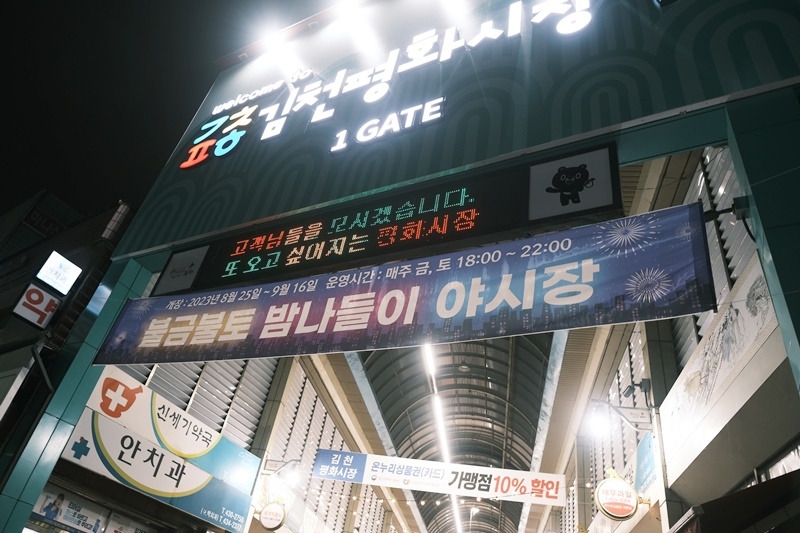 welcome to
김천평화시장
1 GATE
고객님들을 모시겠습니다.
또 오고 싶어지는 평화시장
개장 : 2023년 8월 25일 ~ 9월 16일 운영시간 : 매주 금, 토 18:00 ~ 22:00
불금불토 밤나들이 야시장
약
신세기약국
안치과
T. 430-8758
김천
평화시장
온누리상품권(카드)
가맹점10% 할인